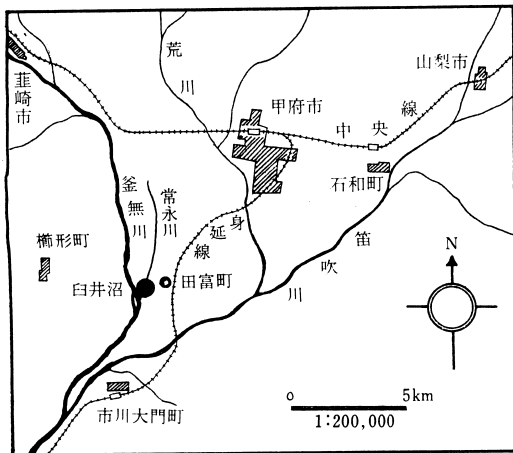 荒川
山梨市
韮崎市
甲府市
中央線
石和町
釜無川
常永川
身延線
笛吹川
櫛形町
田富町
臼井沼
N
市川大門町
0
5km
1:200,000